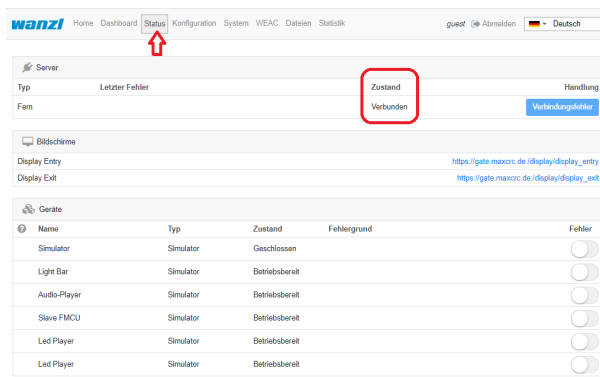 wanzl Home Dashboard Status Konfiguration System WEAC Dateien Statistik guest Abmelden Deutsch
Server
Typ Letzter Fehler Zustand Handlung
Fern Verbunden Verbindungsfehler
Bildschirme
Display Entry https://gate.maxcrc.de:/display/display_entry
Display Exit https://gate.maxcrc.de:/display/display_exit
Geräte
Name Typ Zustand Fehlergrund Fehler
Simulator Simulator Geschlossen
Light Bar Simulator Betriebsbereit
Audio-Player Simulator Betriebsbereit
Slave FMCU Simulator Betriebsbereit
Led Player Simulator Betriebsbereit
Led Player Simulator Betriebsbereit